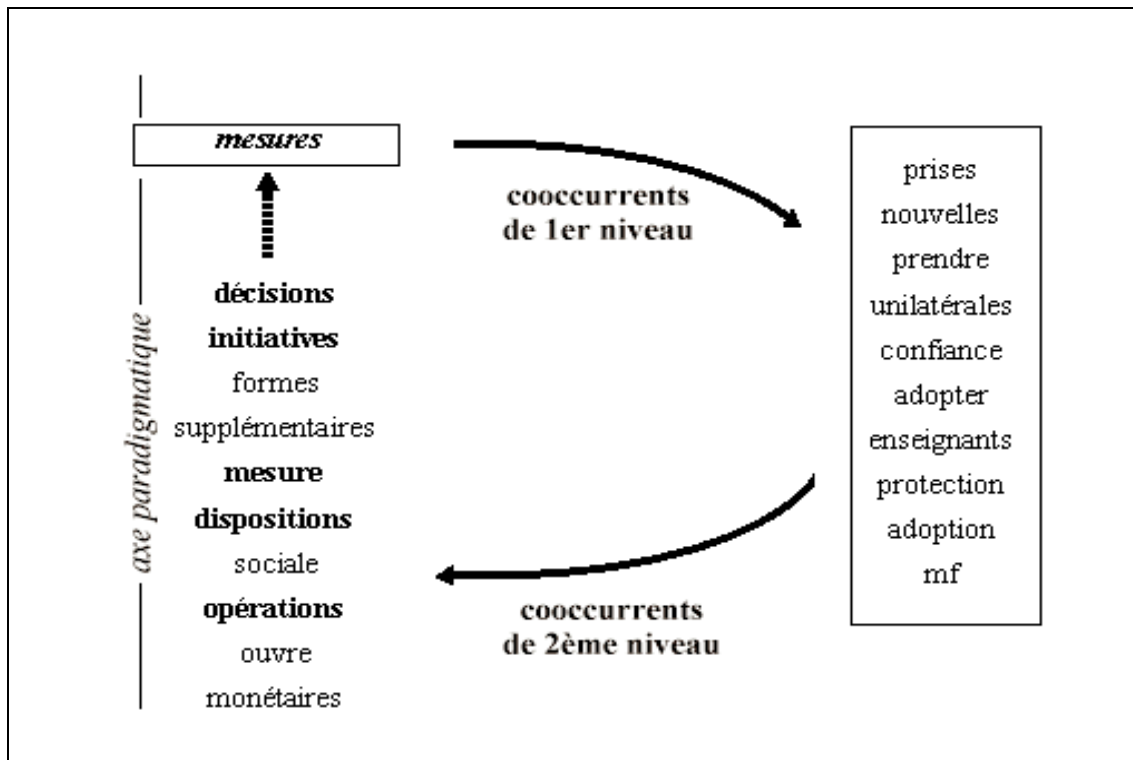 mesures
cooccurrents
de 1er niveau
prises
nouvelles
prendre
unilatérales
confiance
adopter
enseignants
protection
adoption
mf
axe paradigmatique
décisions
initiatives
formes
supplémentaires
mesure
dispositions
sociale
opérations
ouvre
monétaires
cooccurrents
de 2ème niveau